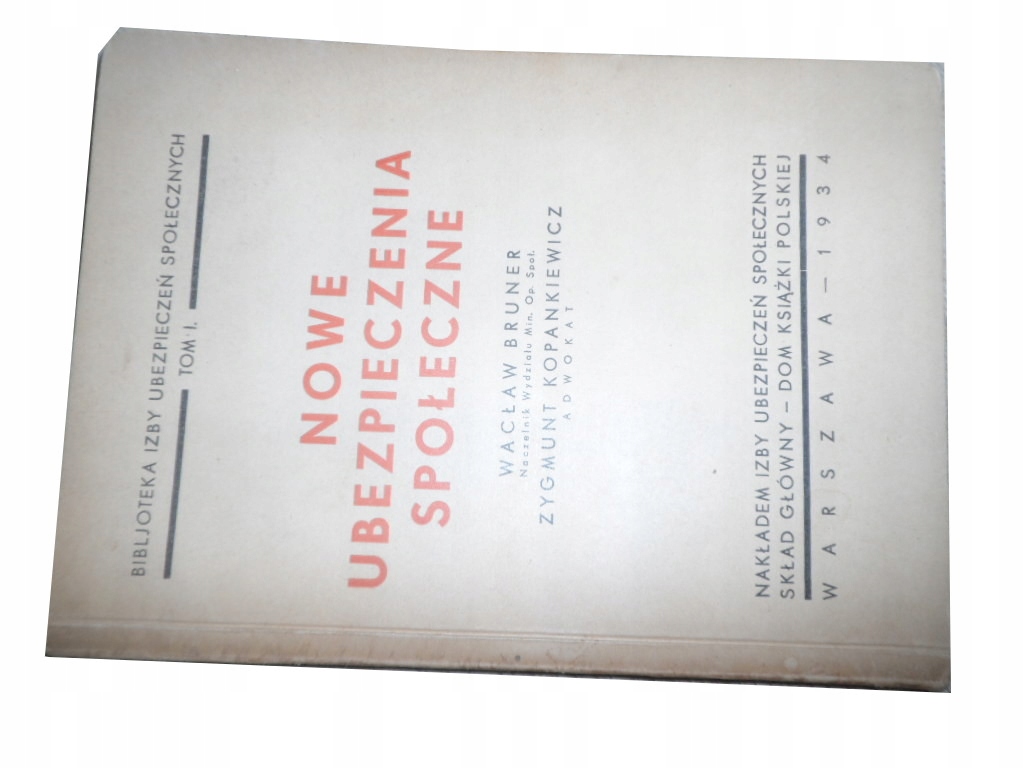 BIBLJOTEKA IZBY UBEZPIECZEŃ SPOŁECZNYCH
TOM I.
NOWE
UBEZPIECZENIA
SPOŁECZNE
WACŁAW BRUNER
Naczelnik Wydziału Min. Op. Społ.
ZYGMUNT KOPANKIEWICZ
ADWOKAT
NAKŁADEM IZBY UBEZPIECZEŃ SPOŁECZNYCH
SKŁAD GŁÓWNY – DOM KSIĄŻKI POLSKIEJ
WARSZAWA — 1934